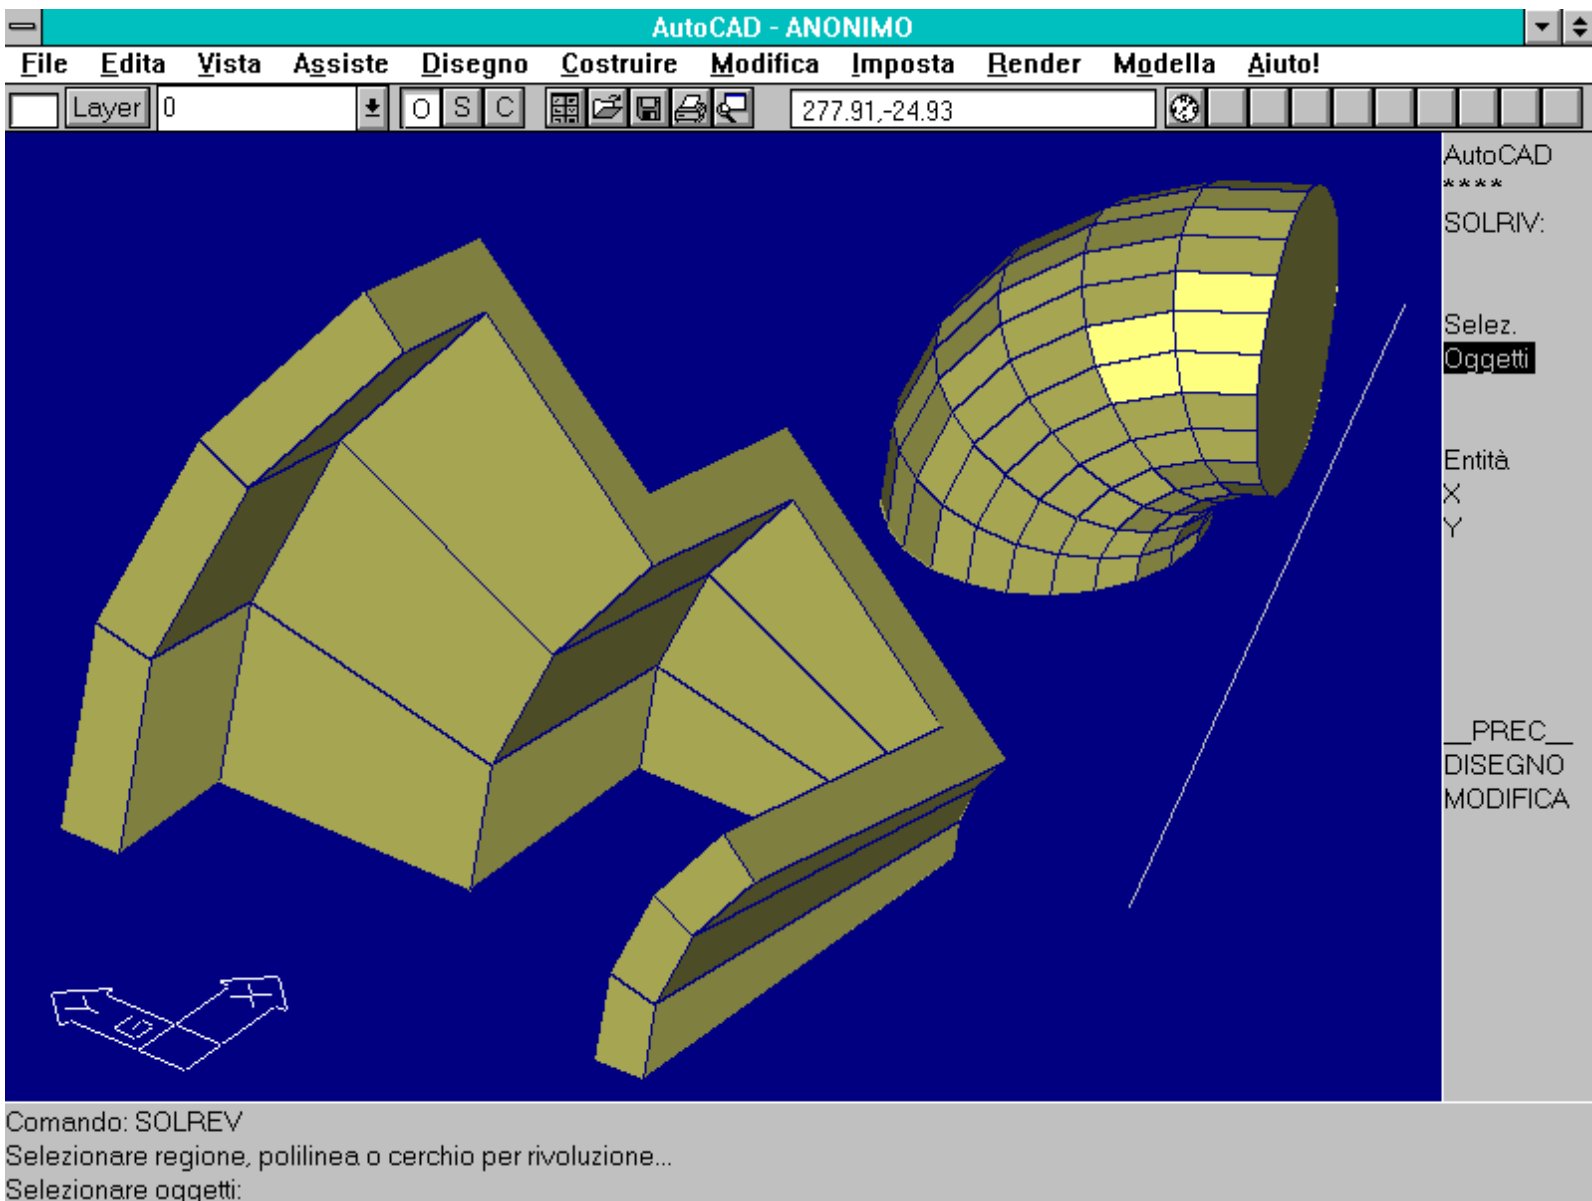 AutoCAD - ANONIMO
File Edita Vista Assiste Disegno Costruire Modifica Imposta Render Modella Aiuto!
Layer 0 O S C 277.91,-24.93
AutoCAD
****
SOLRIV:
Selez.
Oggetti
Entità
X
Y
__PREC__
DISEGNO
MODIFICA
X
Y
G
Comando: SOLREV
Selezionare regione, polilinea o cerchio per rivoluzione...
Selezionare oggetti: